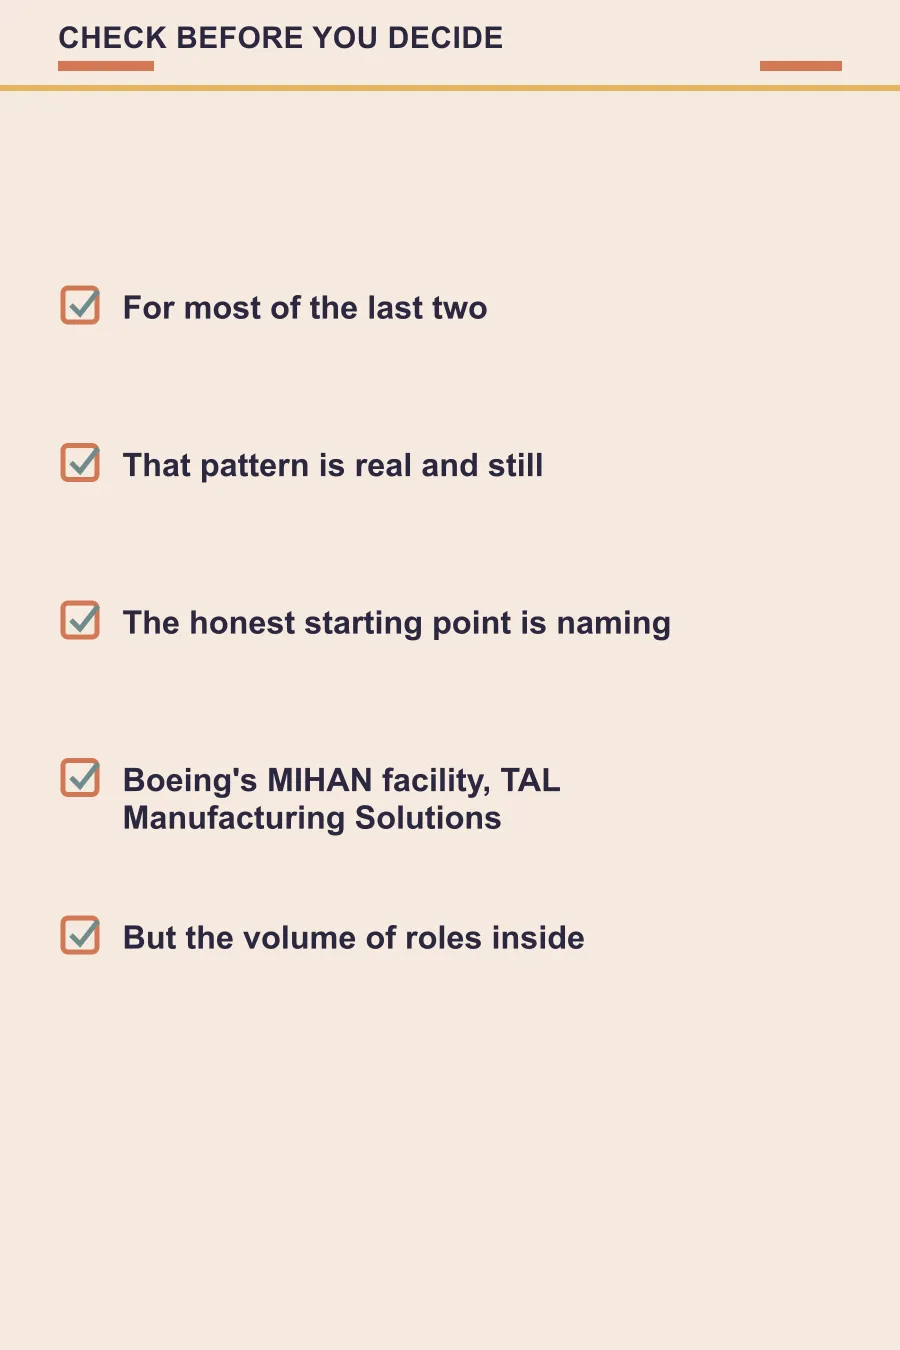 CHECK BEFORE YOU DECIDE
For most of the last two
That pattern is real and still
The honest starting point is naming
Boeing's MIHAN facility, TAL
Manufacturing Solutions
But the volume of roles inside